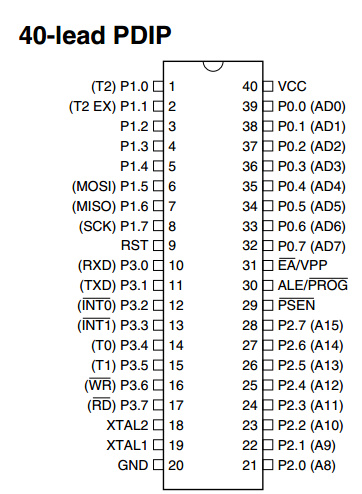 40-lead PDIP
(T2) P1.0 1 40 VCC
(T2 EX) P1.1 2 39 P0.0 (AD0)
P1.2 3 38 P0.1 (AD1)
P1.3 4 37 P0.2 (AD2)
P1.4 5 36 P0.3 (AD3)
(MOSI) P1.5 6 35 P0.4 (AD4)
(MISO) P1.6 7 34 P0.5 (AD5)
(SCK) P1.7 8 33 P0.6 (AD6)
RST 9 32 P0.7 (AD7)
(RXD) P3.0 10 31 E̅A̅/VPP
(TXD) P3.1 11 30 ALE/P̅R̅O̅G̅
(I̅N̅T̅0̅) P3.2 12 29 P̅S̅E̅N̅
(I̅N̅T̅1̅) P3.3 13 28 P2.7 (A15)
(T0) P3.4 14 27 P2.6 (A14)
(T1) P3.5 15 26 P2.5 (A13)
(W̅R̅) P3.6 16 25 P2.4 (A12)
(R̅D̅) P3.7 17 24 P2.3 (A11)
XTAL2 18 23 P2.2 (A10)
XTAL1 19 22 P2.1 (A9)
GND 20 21 P2.0 (A8)